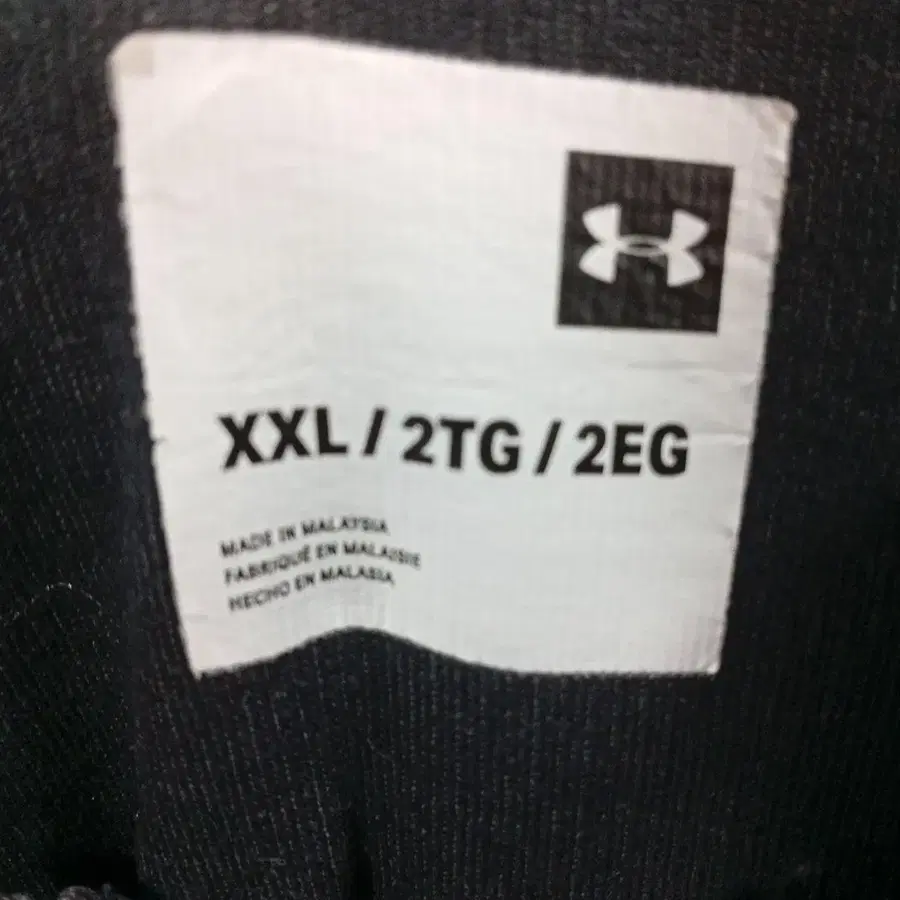 XXL / 2TG / 2EG
MADE IN MALAYSIA
FABRIQUÉ EN MALAISIE
HECHO EN MALASIA